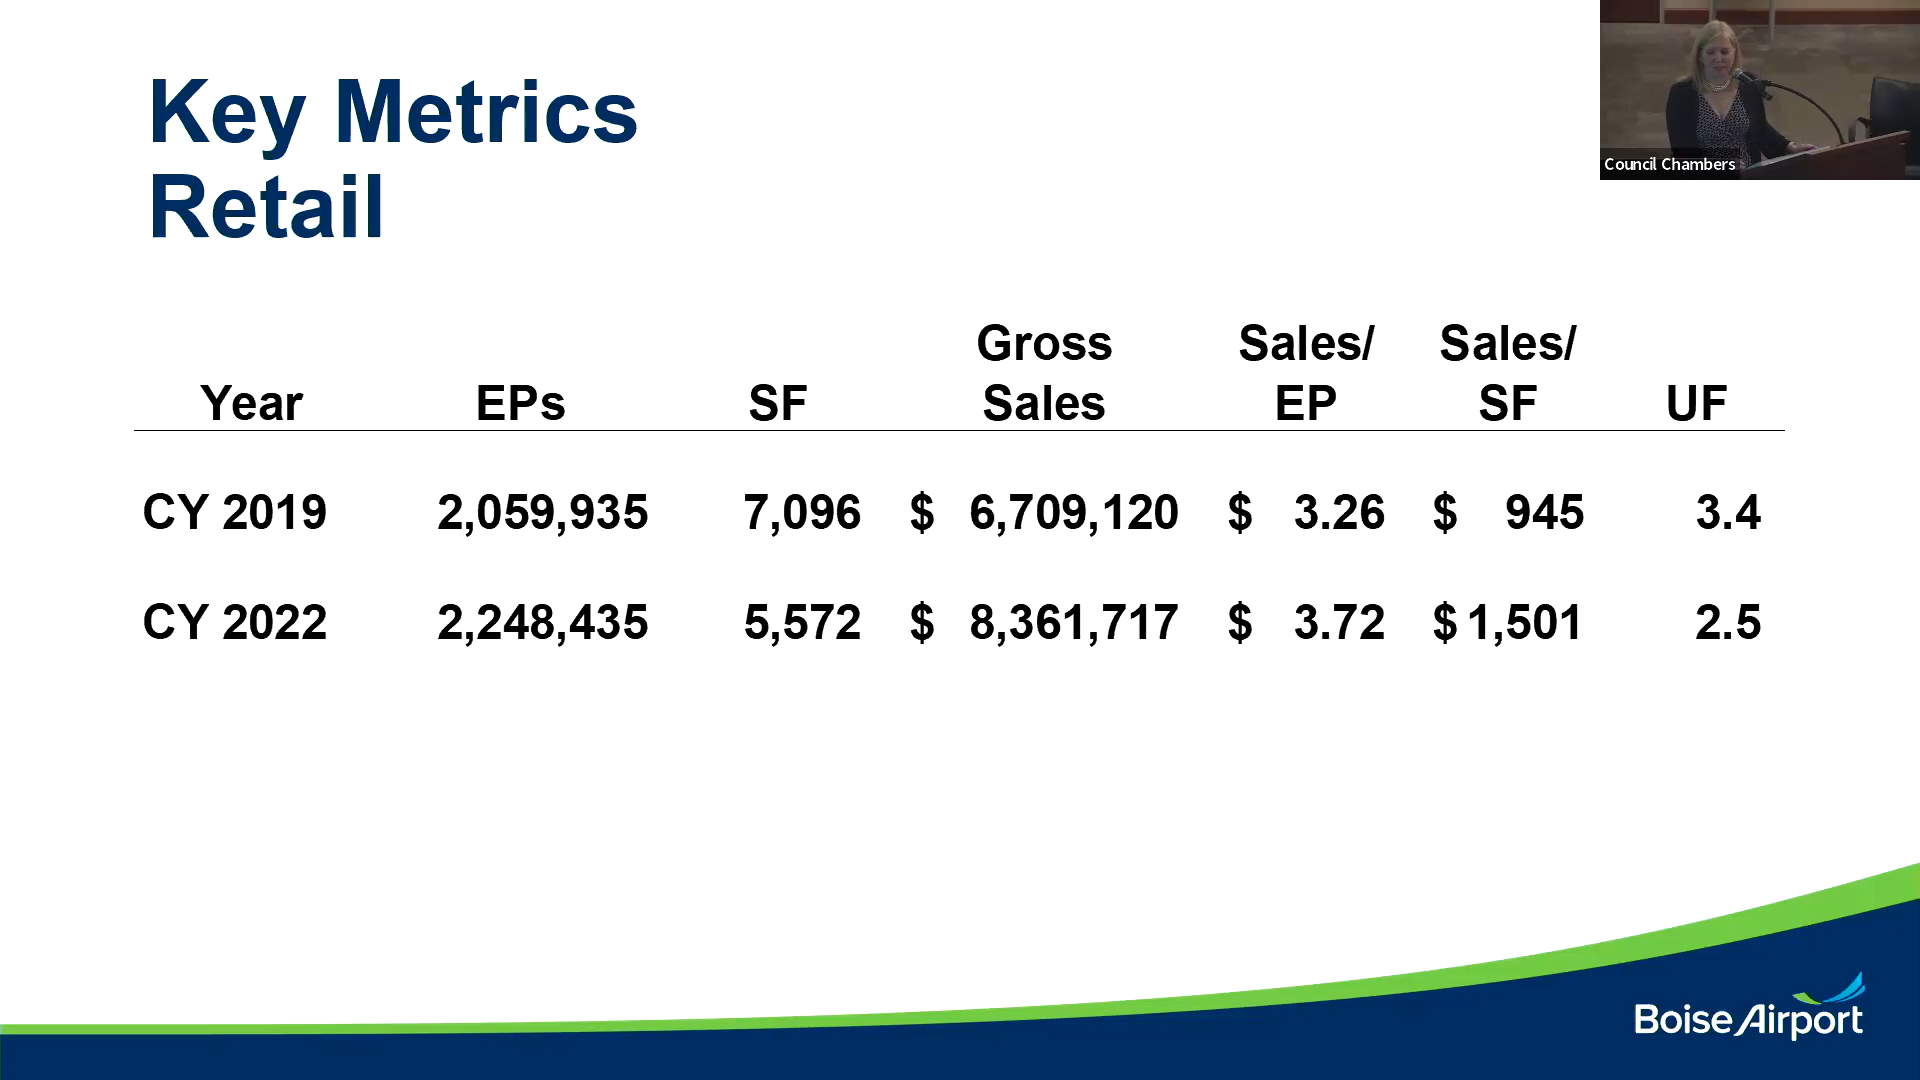 Key Metrics
Retail
Council Chambers
Gross Sales/ Sales/
Year EPs SF Sales EP SF UF
CY 2019 2,059,935 7,096 $ 6,709,120 $ 3.26 $ 945 3.4
CY 2022 2,248,435 5,572 $ 8,361,717 $ 3.72 $ 1,501 2.5
Boise Airport